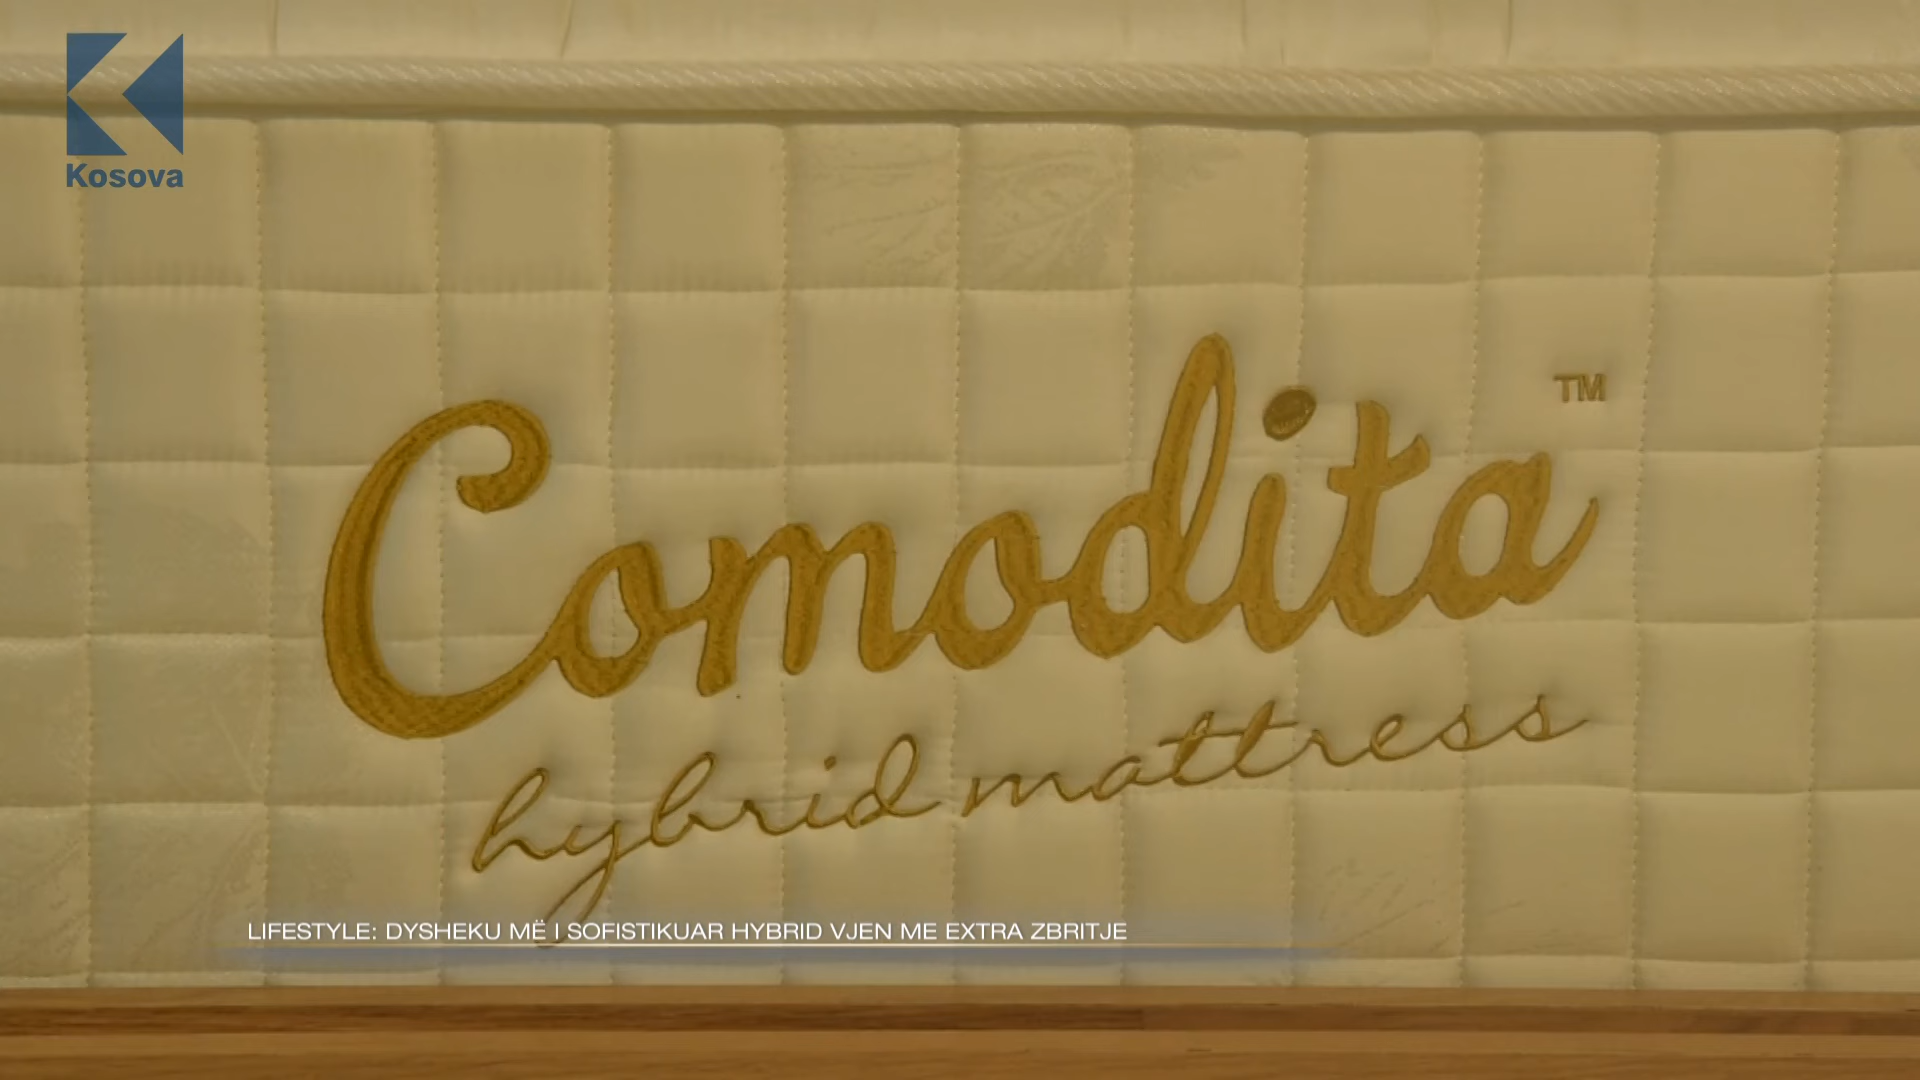 Kosova
Comodita
TM
hybrid mattress
LIFESTYLE: DYSHEKU MË I SOFISTIKUAR HYBRID VJEN ME EXTRA ZBRITJE